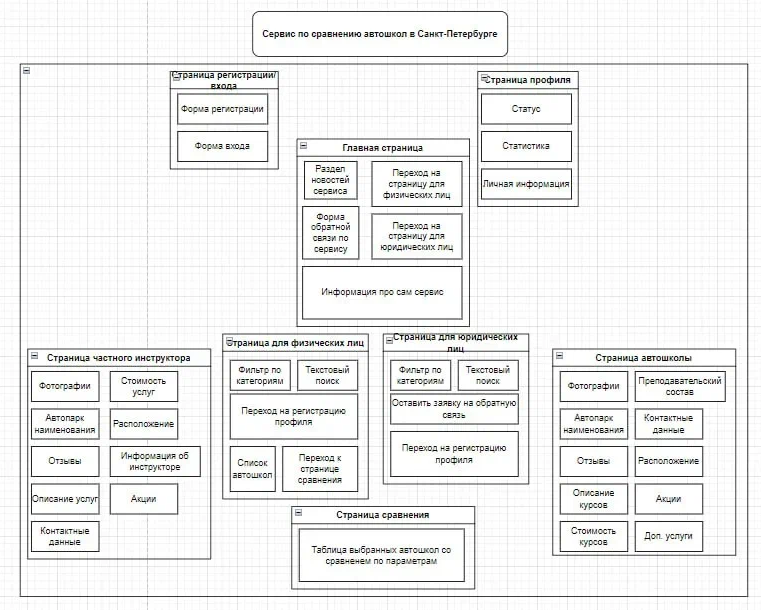 Сервис по сравнению автошкол в Санкт-Петербурге
Страница регистрации/
входа
Форма регистрации
Форма входа
Страница профиля
Статус
Статистика
Личная информация
Главная страница
Раздел
новостей
сервиса
Переход на
страницу для
физических лиц
Форма
обратной
связи по
сервису
Переход на
страницу для
юридических лиц
Информация про сам сервис
Страница частного инструктора
Фотографии
Стоимость
услуг
Автопарк
наименования
Расположение
Отзывы
Информация об
инструкторе
Описание услуг
Акции
Контактные
данные
Страница для физических лиц
Фильтр по
категориям
Текстовый
поиск
Переход на регистрацию
профиля
Список
автошкол
Переход к
странице
сравнения
Страница для юридических
лиц
Фильтр по
категориям
Текстовый
поиск
Оставить заявку на обратную
связь
Переход на регистрацию
профиля
Страница автошколы
Фотографии
Преподавательский
состав
Автопарк
наименования
Контактные
данные
Отзывы
Расположение
Описание
курсов
Акции
Стоимость
курсов
Доп. услуги
Страница сравнения
Таблица выбранных автошкол со
сравненем по параметрам